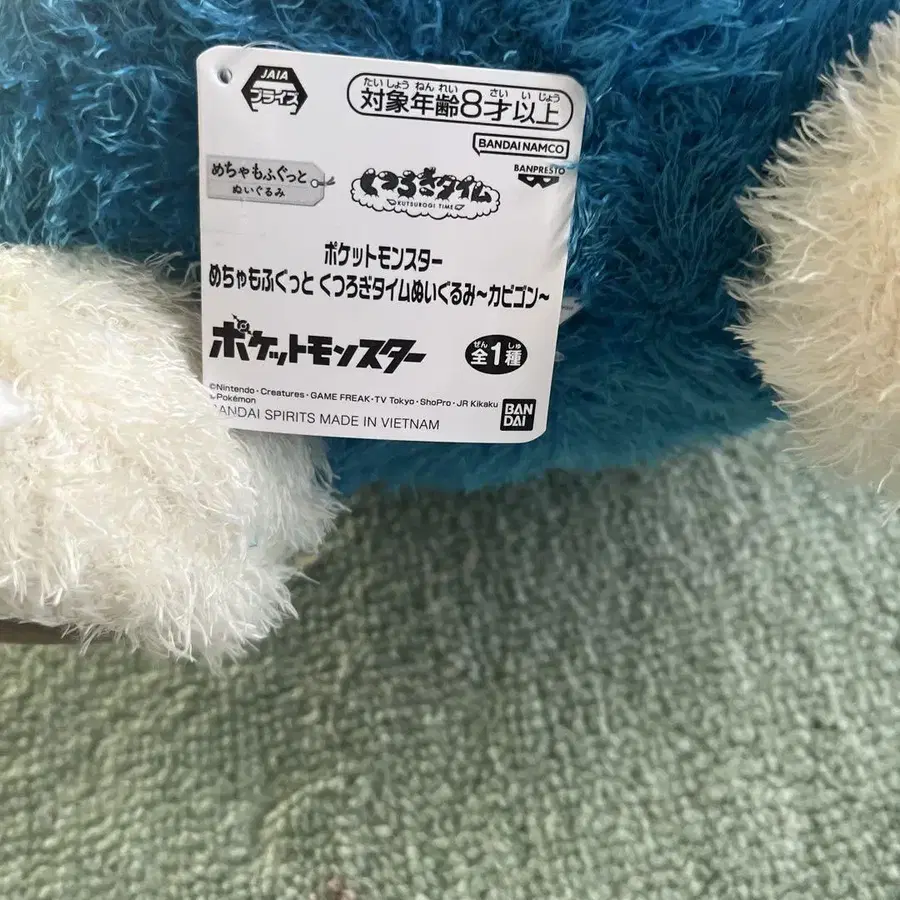 JAIA
プライズ
たいしょうねんれい さいいじょう
対象年齢8才以上
BANDAI NAMCO
BANPRESTO
めちゃもふぐっと
ぬいぐるみ
くつろぎタイム
KUTSUROGI TIME
ポケットモンスター
めちゃもふぐっと くつろぎタイムぬいぐるみ~カビゴン~
ポケットモンスター
ぜん しゅ
全1種
©Nintendo・Creatures・GAME FREAK・TV Tokyo・ShoPro・JR Kikaku
©Pokémon
BANDAI SPIRITS MADE IN VIETNAM
BAN
DAI